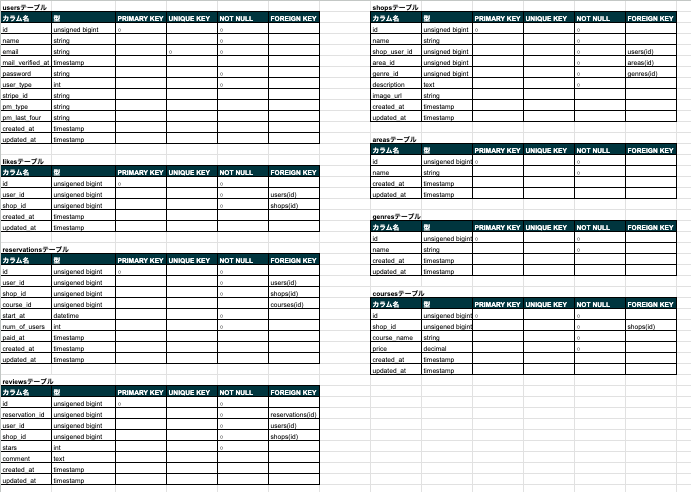 usersテーブル
カラム名 型 PRIMARY KEY UNIQUE KEY NOT NULL FOREIGN KEY
id unsigned bigint ○ ○
name string ○
email string ○ ○
mail_verified_at timestamp
password string ○
user_type int ○
stripe_id string
pm_type string
pm_last_four string
created_at timestamp
updated_at timestamp
likesテーブル
カラム名 型 PRIMARY KEY UNIQUE KEY NOT NULL FOREIGN KEY
id unsigened bigint ○ ○
user_id unsigened bigint ○ users(id)
shop_id unsigened bigint ○ shops(id)
created_at timestamp
updated_at timestamp
reservationsテーブル
カラム名 型 PRIMARY KEY UNIQUE KEY NOT NULL FOREIGN KEY
id unsigened bigint ○ ○
user_id unsigened bigint ○ users(id)
shop_id unsigened bigint ○ shops(id)
course_id unsigened bigint courses(id)
start_at datetime ○
num_of_users int ○
paid_at timestamp
created_at timestamp
updated_at timestamp
reviewsテーブル
カラム名 型 PRIMARY KEY UNIQUE KEY NOT NULL FOREIGN KEY
id unsigened bigint ○ ○
reservation_id unsigened bigint ○ reservations(id)
user_id unsigened bigint ○ users(id)
shop_id unsigened bigint ○ shops(id)
stars int ○
comment text
created_at timestamp
updated_at timestamp
shopsテーブル
カラム名 型 PRIMARY KEY UNIQUE KEY NOT NULL FOREIGN KEY
id unsigned bigint ○ ○
name string ○
shop_user_id unsigned bigint ○ users(id)
area_id unsigned bigint ○ areas(id)
genre_id unsigned bigint ○ genres(id)
description text ○
image_url string
created_at timestamp
updated_at timestamp
areasテーブル
カラム名 型 PRIMARY KEY UNIQUE KEY NOT NULL FOREIGN KEY
id unsigened bigint ○ ○
name string ○
created_at timestamp
updated_at timestamp
genresテーブル
カラム名 型 PRIMARY KEY UNIQUE KEY NOT NULL FOREIGN KEY
id unsigened bigint ○ ○
name string ○
created_at timestamp
updated_at timestamp
coursesテーブル
カラム名 型 PRIMARY KEY UNIQUE KEY NOT NULL FOREIGN KEY
id unsigened bigint ○ ○
shop_id unsigened bigint ○ shops(id)
course_name string ○
price decimal ○
created_at timestamp
updated_at timestamp